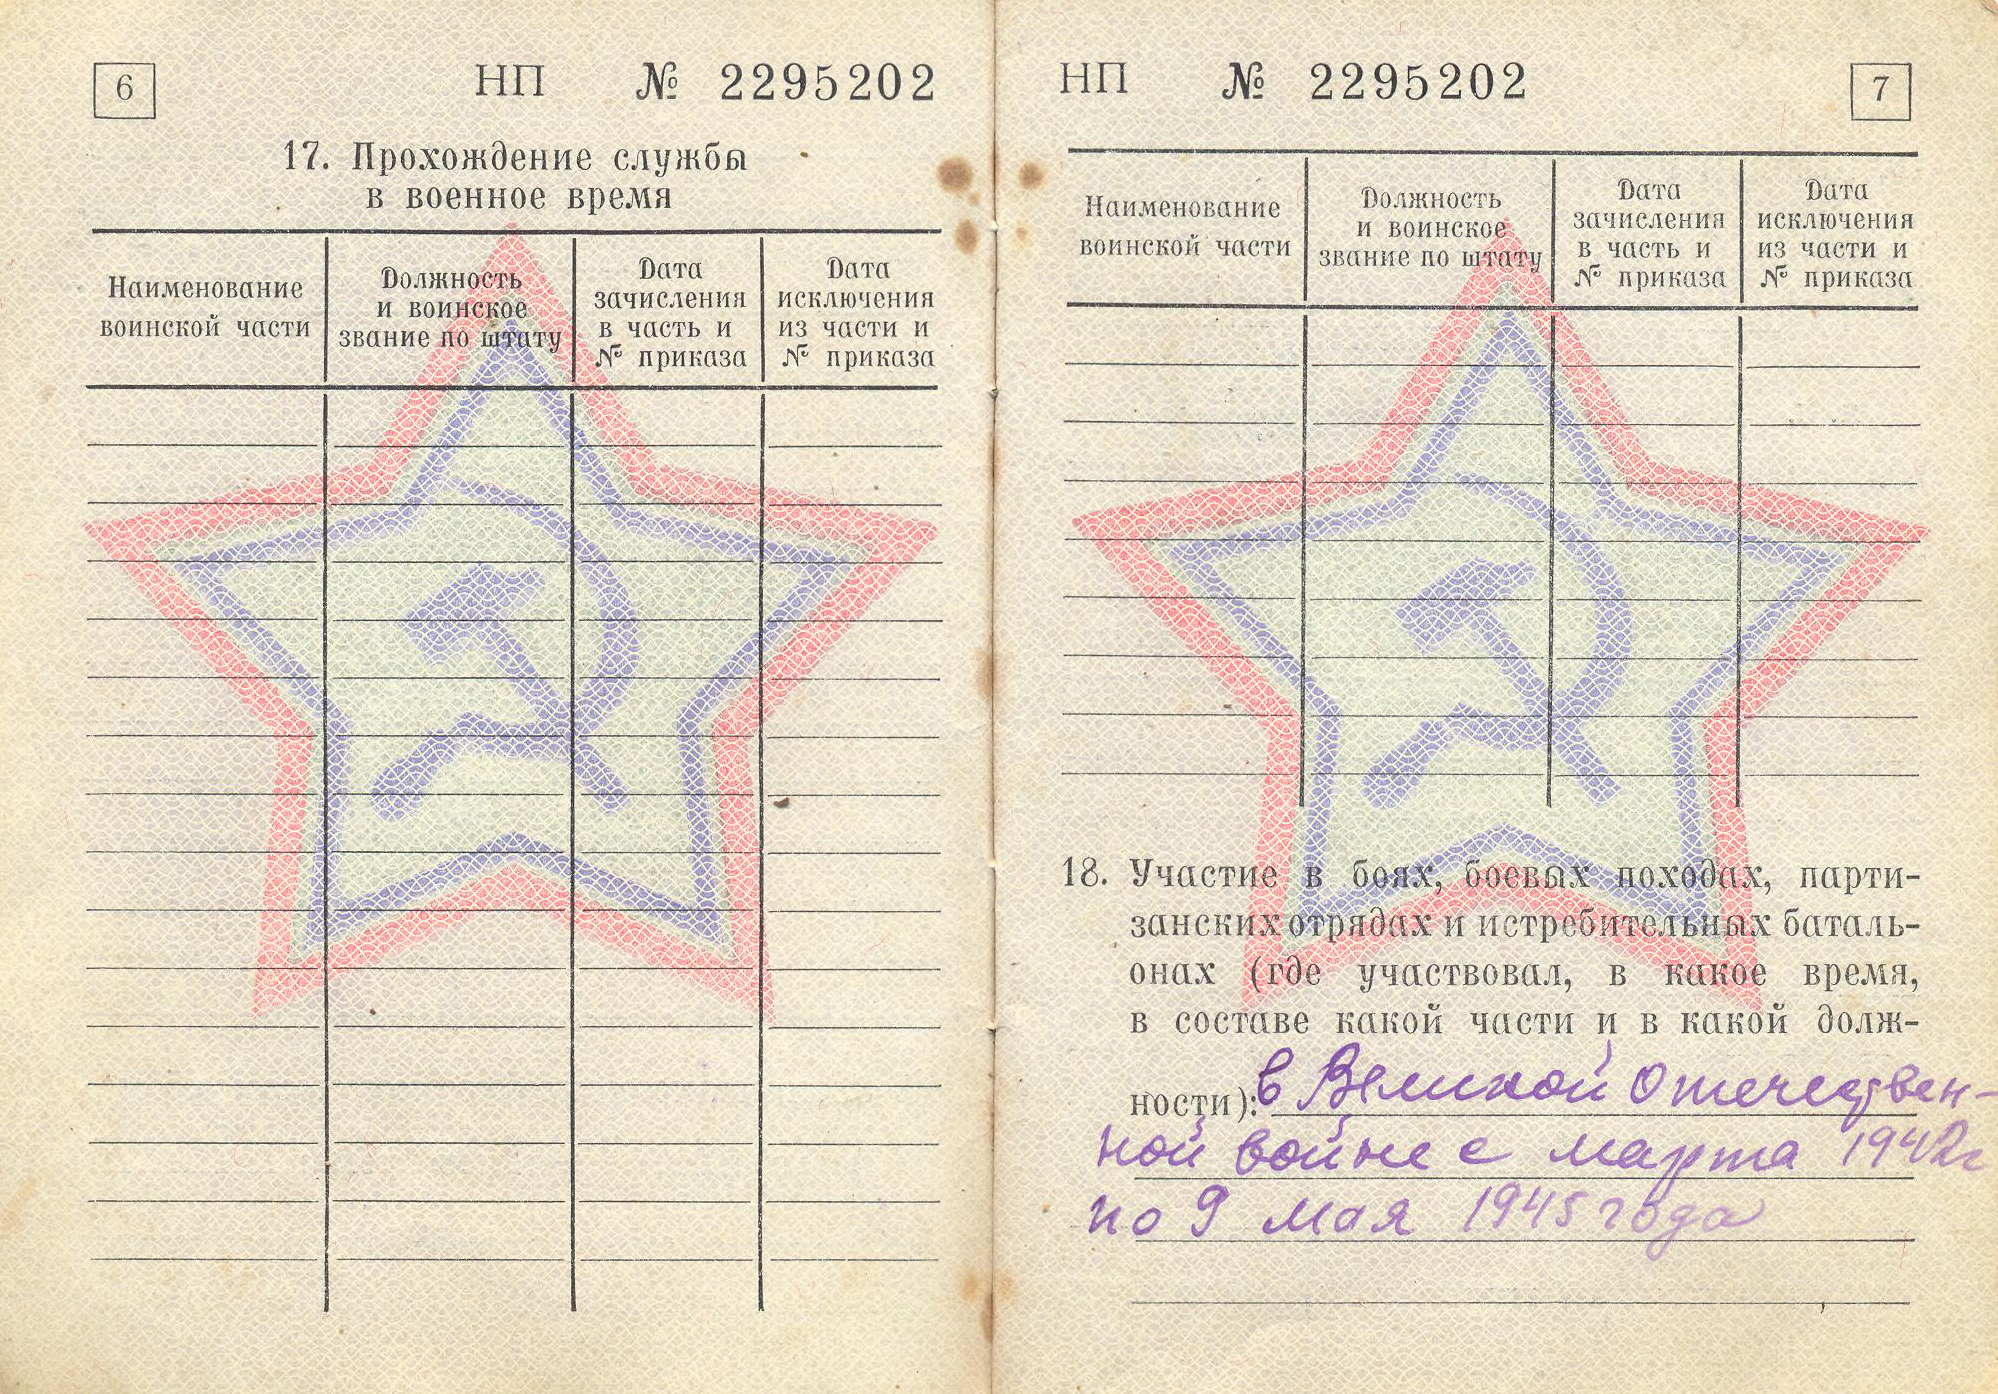 6
НП № 2295202
17. Прохождение службы
в военное время
Наименование
воинской части
Должность
и воинское
звание по штату
Дата
зачисления
в часть и
№ приказа
Дата
исключения
из части и
№ приказа
НП № 2295202
7
Наименование
воинской части
Должность
и воинское
звание по штату
Дата
зачисления
в часть и
№ приказа
Дата
исключения
из части и
№ приказа
18. Участие в боях, боевых походах, парти-
занских отрядах и истребительных баталь-
онах (где участвовал, в какое время,
в составе какой части и в какой долж-
ности): в Великой Отечествен-
ной войне с марта 1942г
по 9 мая 1945 года